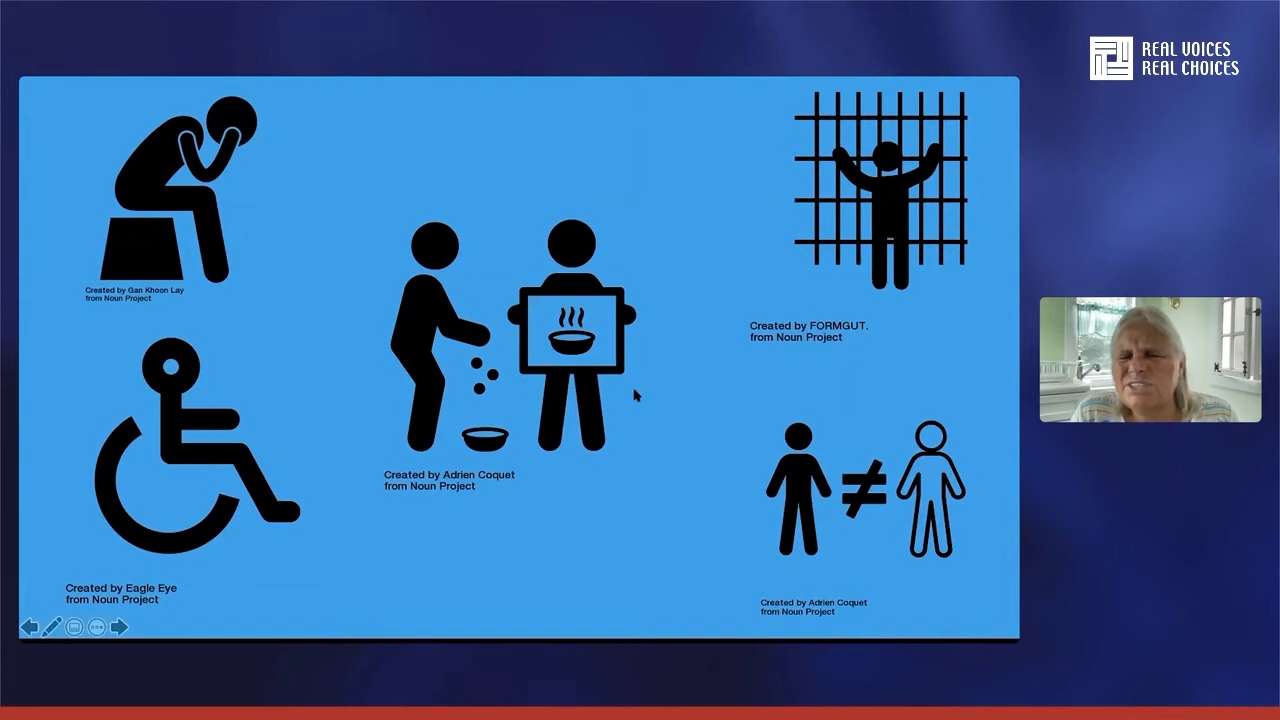 REAL VOICES
REAL CHOICES
Created by Gan Khoon Lay
from Noun Project
Created by FORMGUT.
from Noun Project
Created by Adrien Coquet
from Noun Project
Created by Eagle Eye
from Noun Project
Created by Adrien Coquet
from Noun Project